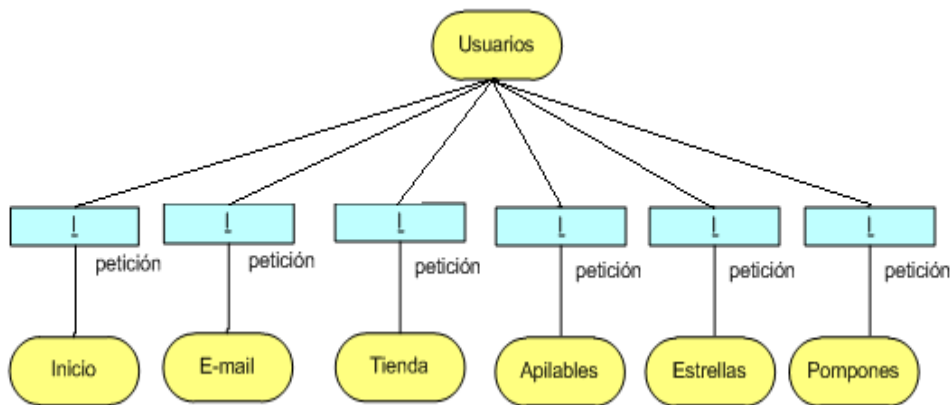 Usuarios
L
L
L
L
L
L
petición
petición
petición
petición
petición
petición
Inicio
E-mail
Tienda
Apilables
Estrellas
Pompones